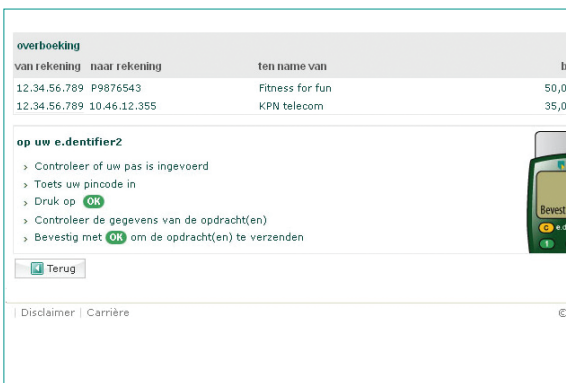 overboeking
van rekening naar rekening ten name van
12.34.56.789 P9876543 Fitness for fun 50,0
12.34.56.789 10.46.12.355 KPN telecom 35,0
op uw e.dentifier2
› Controleer of uw pas is ingevoerd
› Toets uw pincode in
› Druk op OK
› Controleer de gegevens van de opdracht(en)
› Bevestig met OK om de opdracht(en) te verzenden
Bevest
C e.d
1
Terug
| Disclaimer | Carrière ©